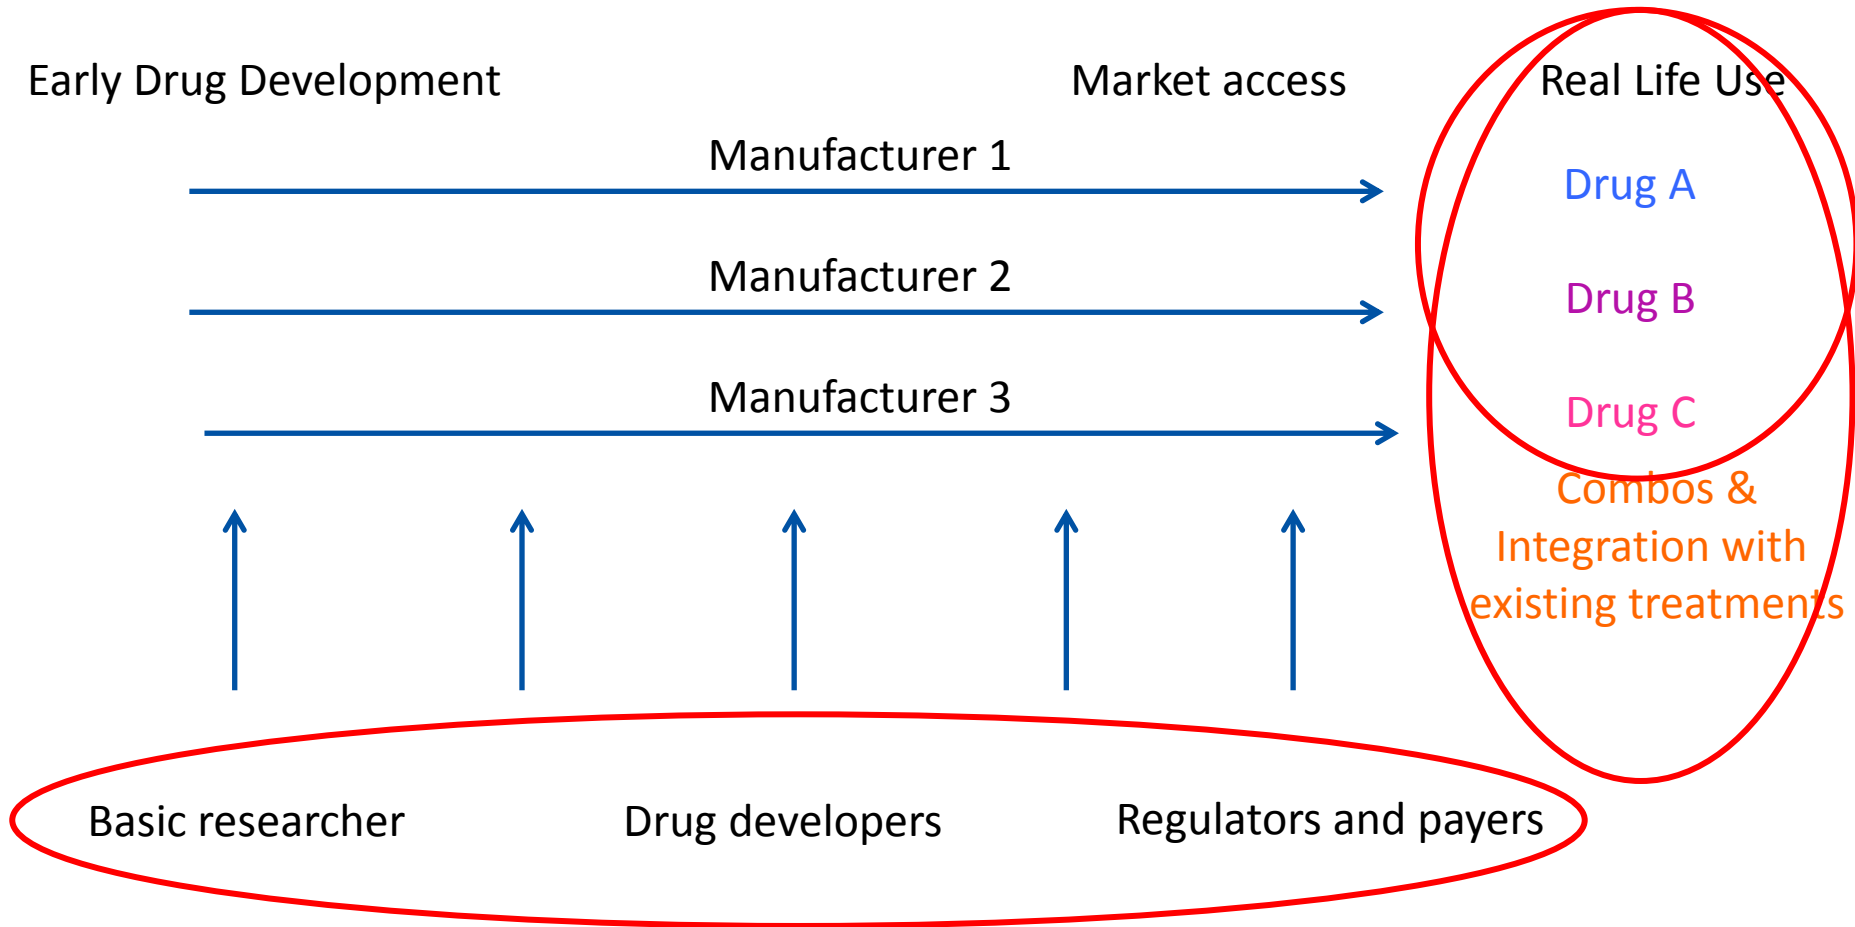 Early Drug Development
Market access
Real Life Use
Manufacturer 1
Drug A
Manufacturer 2
Drug B
Manufacturer 3
Drug C
Combos &
Integration with
existing treatments
Basic researcher
Drug developers
Regulators and payers